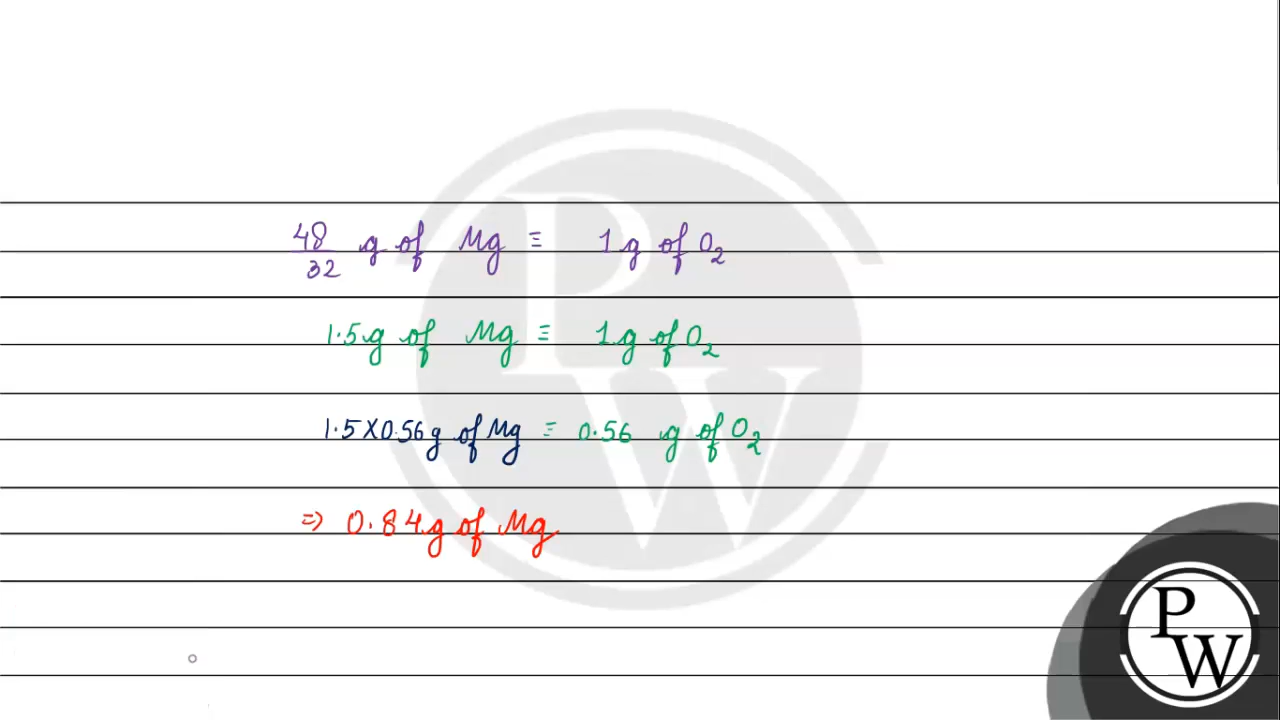 48/32 g of Mg ≡ 1 g of O₂
1.5 g of Mg ≡ 1 g of O₂
1.5 × 0.56 g of Mg ≡ 0.56 g of O₂
⇒ 0.84 g of Mg
PW
PW